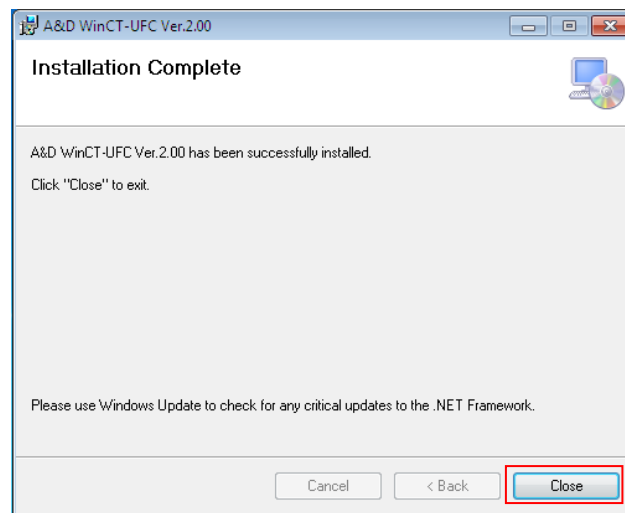 A&D WinCT-UFC Ver.2.00
Installation Complete
A&D WinCT-UFC Ver.2.00 has been successfully installed.
Click "Close" to exit.
Please use Windows Update to check for any critical updates to the .NET Framework.
Cancel < Back Close